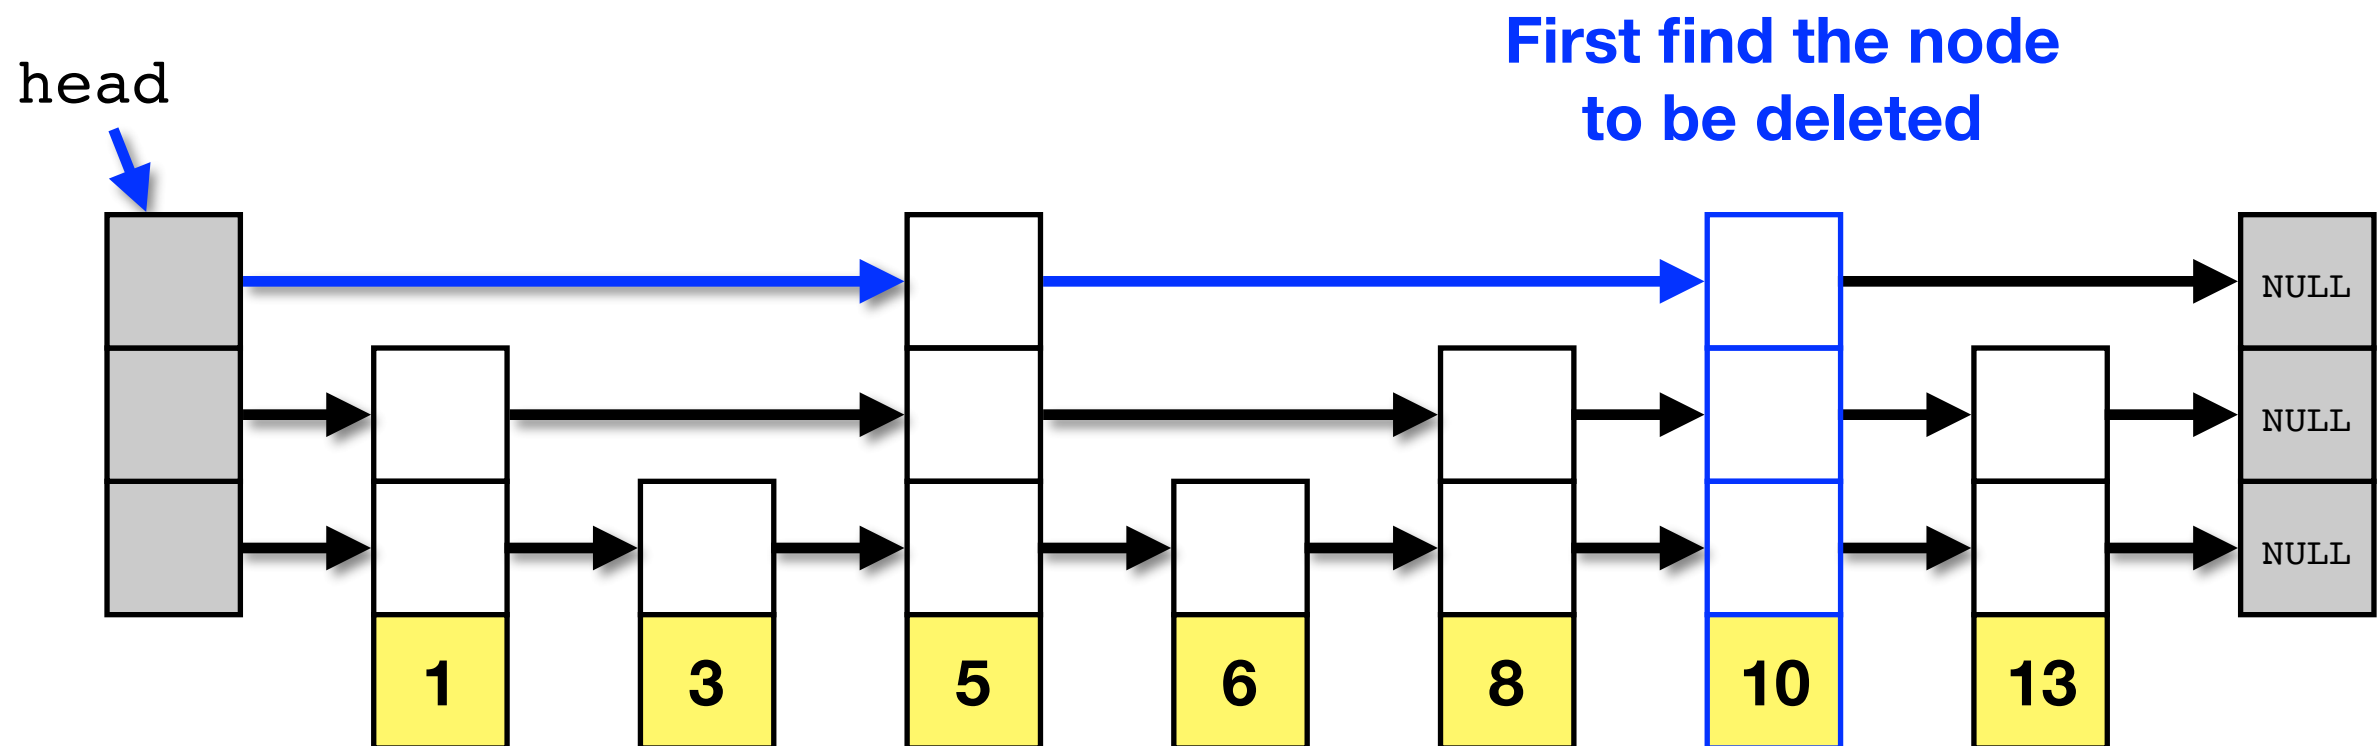 First find the node
to be deleted
head
NULL
NULL
NULL
1 3 5 6 8 10 13